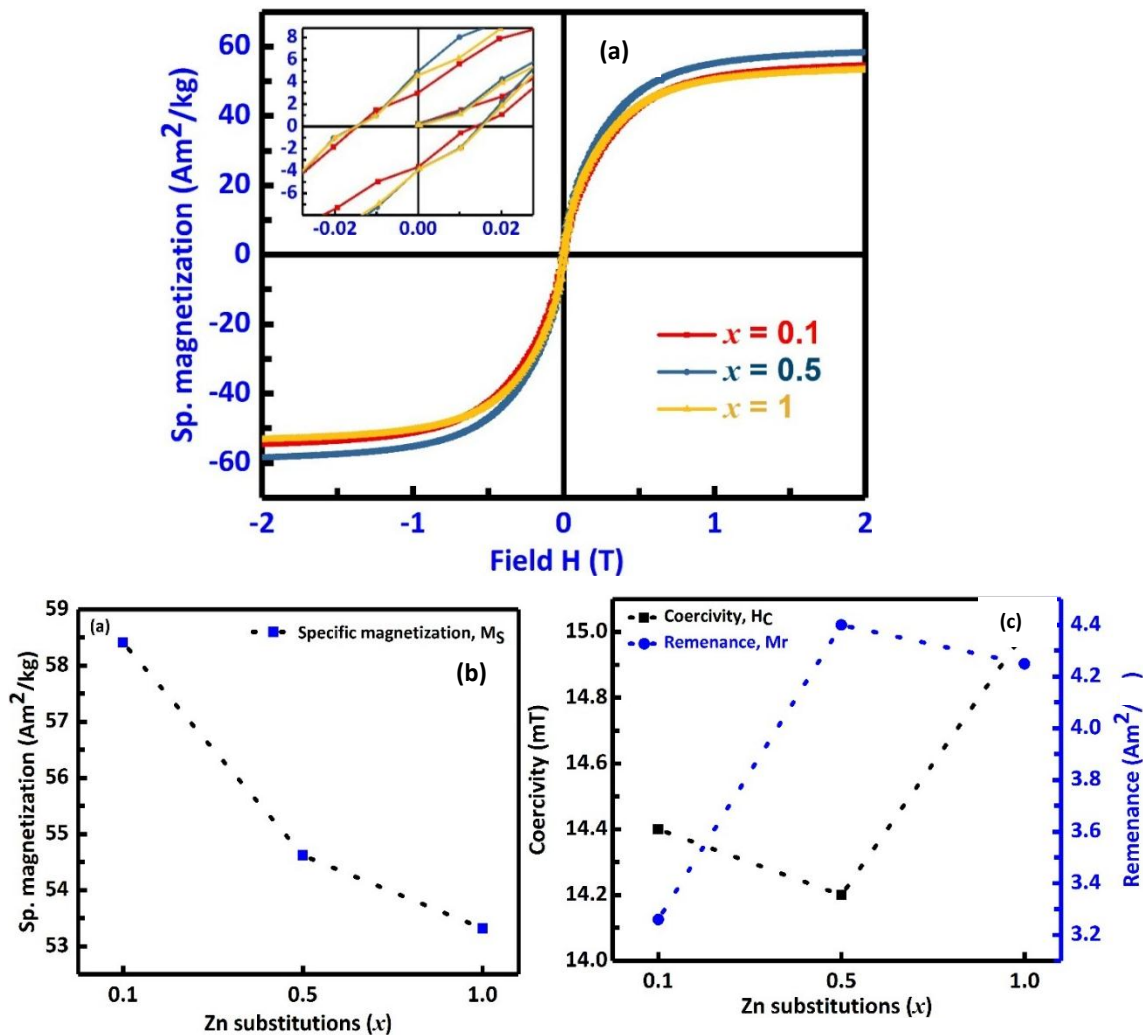 (a)
Sp. magnetization (Am²/kg)
60
40
20
0
-20
-40
-60
8
6
4
2
0
-1
-2
-4
-6
-0.02 0.00 0.02
x = 0.1
x = 0.5
x = 1
-2 -1 0 1 2
Field H (T)
(a)
Specific magnetization, MS
(b)
Sp. magnetization (Am²/kg)
59
58
57
56
55
54
53
0.1 0.5 1.0
Zn substitutions (x)
Coercivity, HC
Remenance, Mr
(c)
Coercivity (mT)
15.0
14.8
14.6
14.4
14.2
14.0
4.4
4.2
4.0
3.8
3.6
3.4
3.2
Remenance (Am²/ )
0.1 0.5 1.0
Zn substitutions (x)